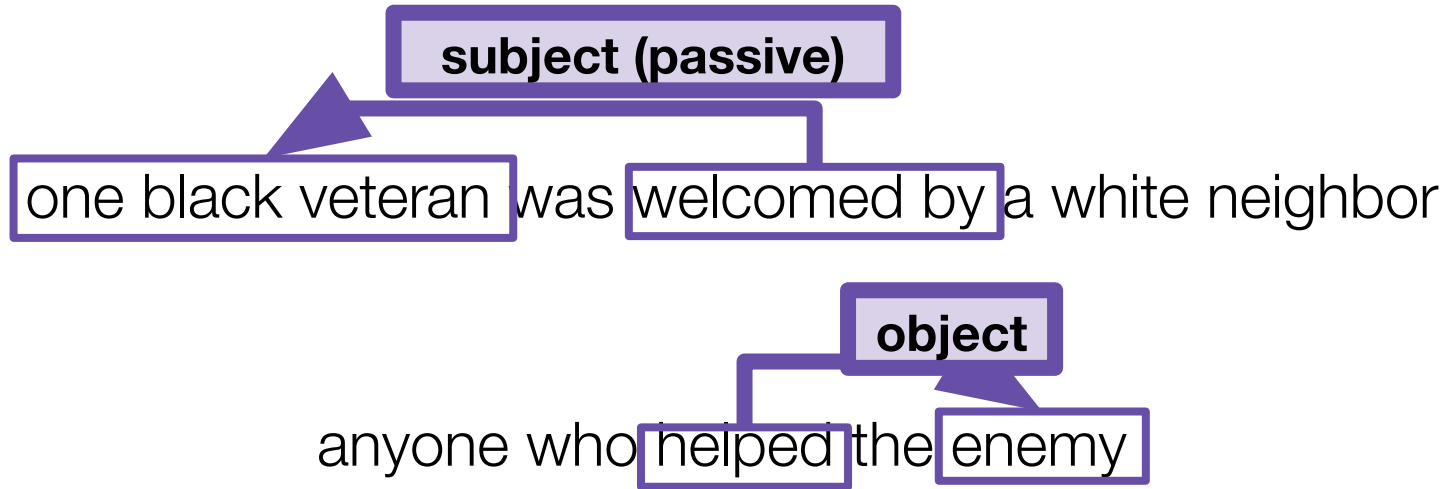 subject (passive)
one black veteran was welcomed by a white neighbor
object
anyone who helped the enemy